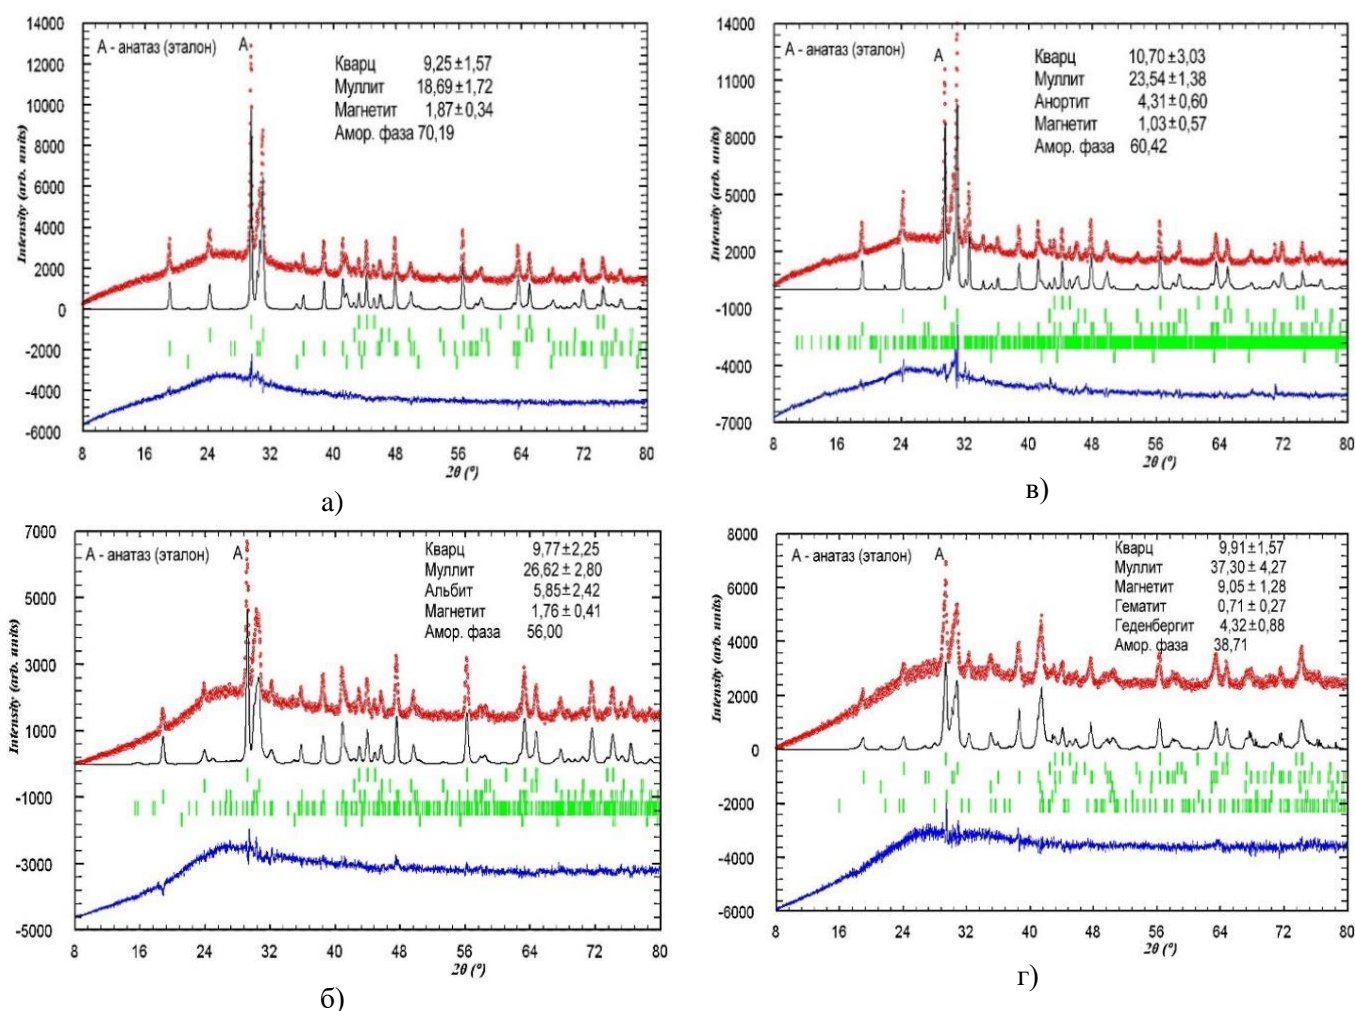 А - анатаз (эталон)
А
Кварц 9,25±1,57
Муллит 18,69±1,72
Магнетит 1,87±0,34
Амор. фаза 70,19
Intensity (arb. units)
14000
12000
10000
8000
6000
4000
2000
0
-2000
-4000
-6000
8 16 24 32 40 48 56 64 72 80
2θ (°)
а)
А - анатаз (эталон)
А
Кварц 10,70±3,03
Муллит 23,54±1,38
Анортит 4,31±0,60
Магнетит 1,03±0,57
Амор. фаза 60,42
Intensity (arb. units)
14000
11000
8000
5000
2000
-1000
-4000
-7000
8 16 24 32 40 48 56 64 72 80
2θ (°)
в)
А - анатаз (эталон)
А
Кварц 9,77±2,25
Муллит 26,62±2,80
Альбит 5,85±2,42
Магнетит 1,76±0,41
Амор. фаза 56,00
Intensity (arb. units)
7000
5000
3000
1000
-1000
-3000
-5000
8 16 24 32 40 48 56 64 72 80
2θ (°)
б)
А - анатаз (эталон)
А
Кварц 9,91±1,57
Муллит 37,30±4,27
Магнетит 9,05±1,28
Гематит 0,71±0,27
Геденбергит 4,32±0,88
Амор. фаза 38,71
Intensity (arb. units)
8000
6000
4000
2000
0
-2000
-4000
-6000
8 16 24 32 40 48 56 64 72 80
2θ (°)
г)